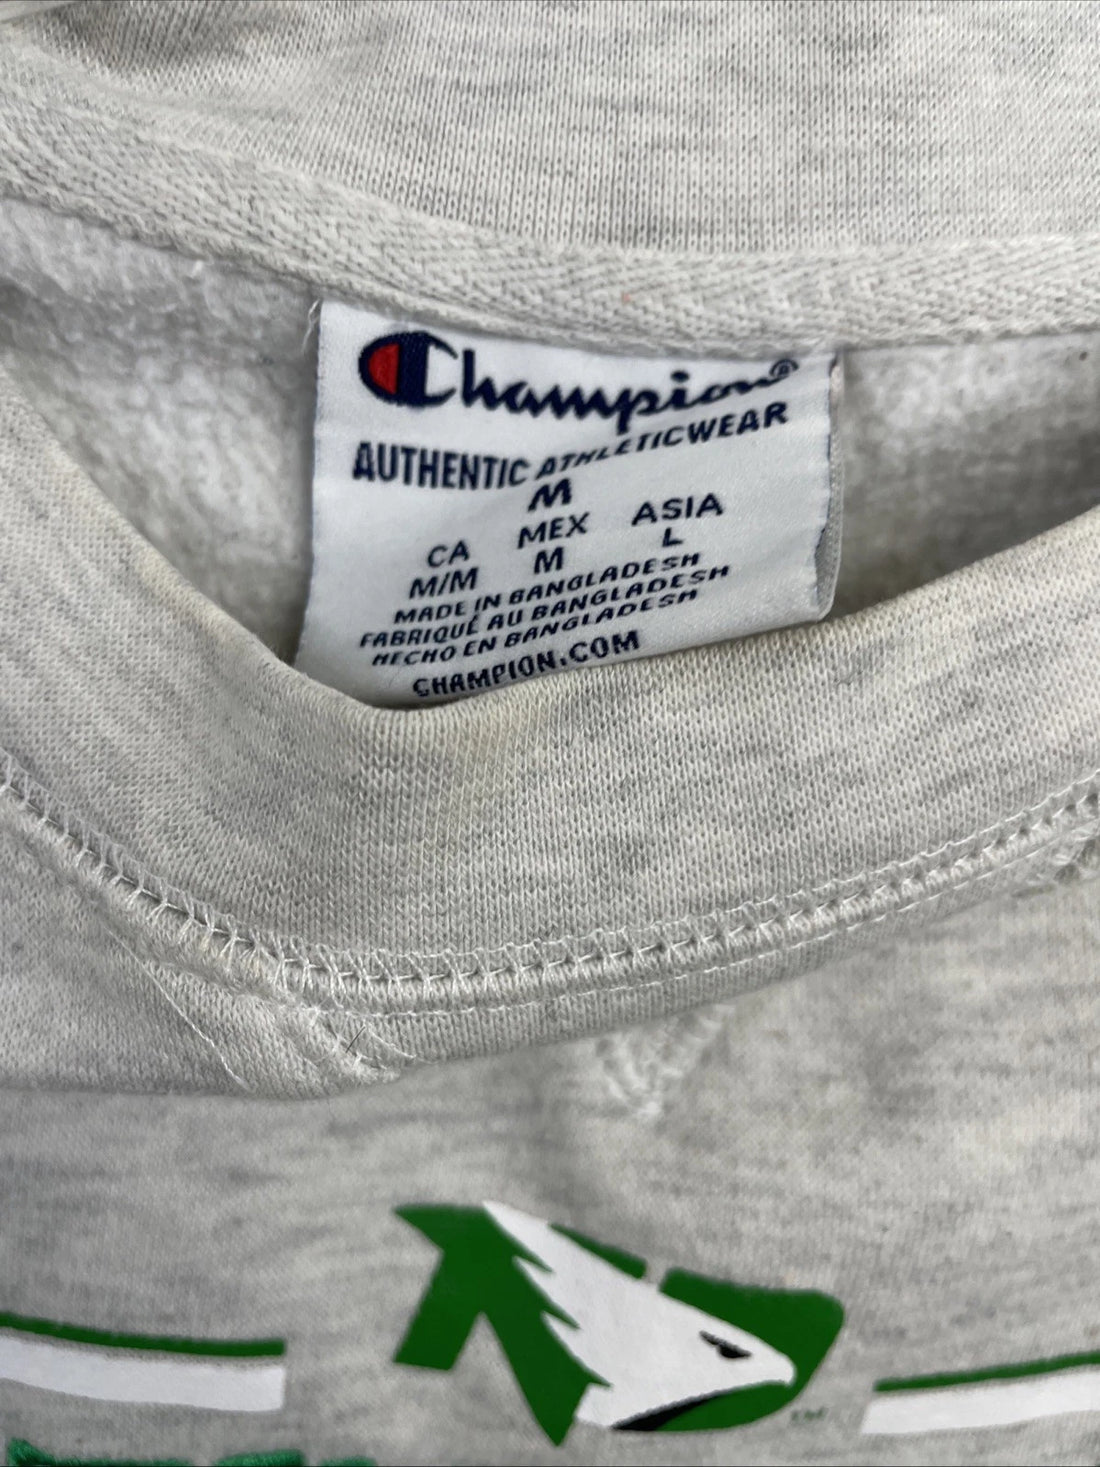 Champion®
AUTHENTIC ATHLETICWEAR
M
CA MEX ASIA
M/M M L
MADE IN BANGLADESH
FABRIQUÉ AU BANGLADESH
HECHO EN BANGLADESH
CHAMPION.COM